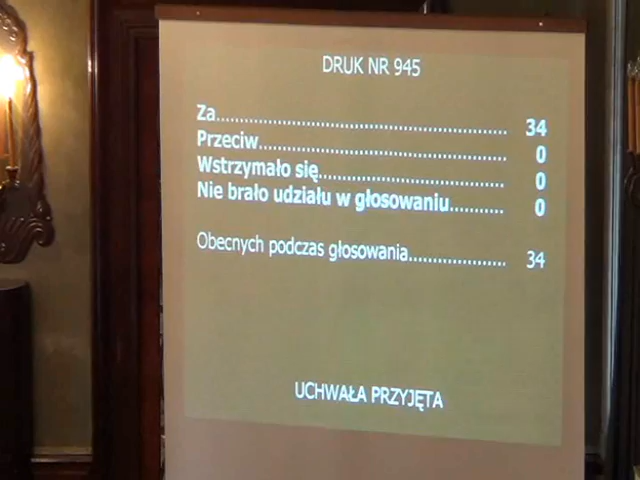 DRUK NR 945
Za........................................................ 34
Przeciw................................................ 0
Wstrzymało się.................................... 0
Nie brało udziału w głosowaniu.......... 0
Obecnych podczas głosowania.................. 34
UCHWAŁA PRZYJĘTA